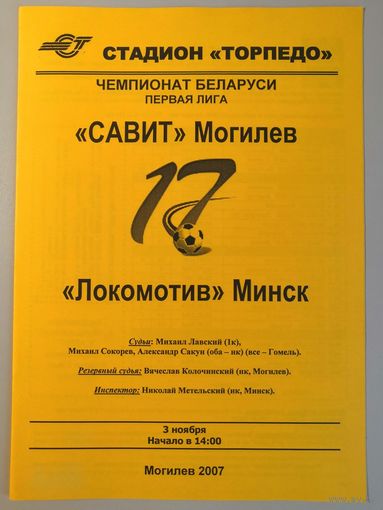 СТ
СТАДИОН «ТОРПЕДО»
ЧЕМПИОНАТ БЕЛАРУСИ
ПЕРВАЯ ЛИГА
«САВИТ» Могилев
17
«Локомотив» Минск
Судьи: Михаил Лавский (1к),
Михаил Сокорев, Александр Сакун (оба – нк) (все – Гомель).
Резервный судья: Вячеслав Колочинский (нк, Могилев).
Инспектор: Николай Метельский (нк, Минск).
3 ноября
Начало в 14:00
Могилев 2007